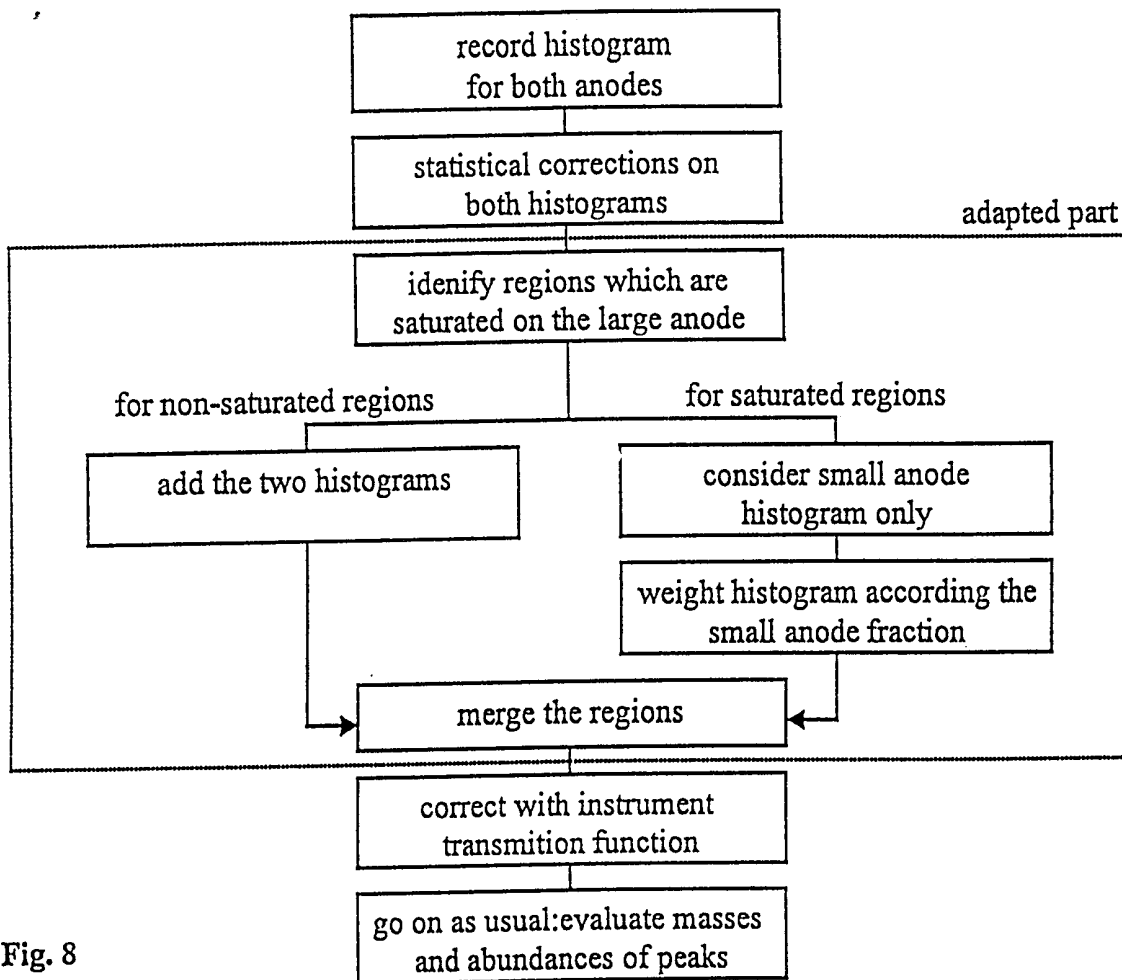 record histogram
for both anodes
statistical corrections on
both histograms
adapted part
idenify regions which are
saturated on the large anode
for non-saturated regions
for saturated regions
add the two histograms
consider small anode
histogram only
weight histogram according the
small anode fraction
merge the regions
correct with instrument
transmition function
go on as usual:evaluate masses
and abundances of peaks
Fig. 8